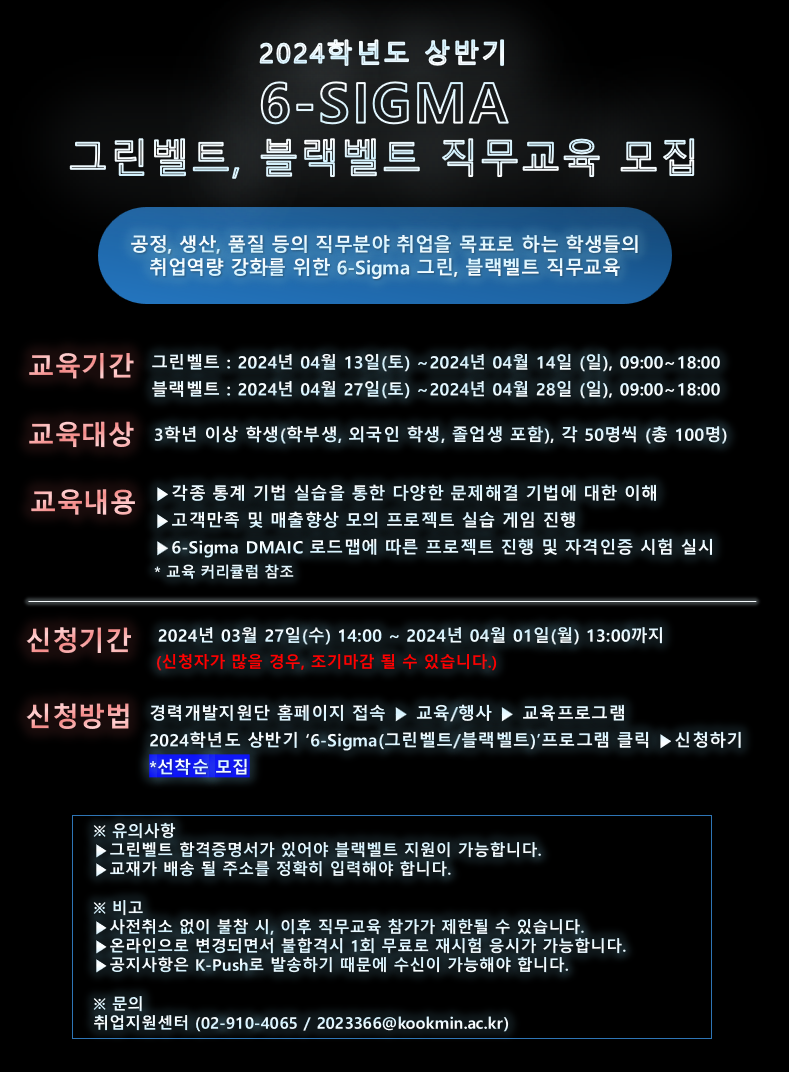 2024학년도 상반기
6-SIGMA
그린벨트, 블랙벨트 직무교육 모집
공정, 생산, 품질 등의 직무분야 취업을 목표로 하는 학생들의
취업역량 강화를 위한 6-Sigma 그린, 블랙벨트 직무교육
교육기간
그린벨트 : 2024년 04월 13일(토) ~2024년 04월 14일 (일), 09:00~18:00
블랙벨트 : 2024년 04월 27일(토) ~2024년 04월 28일 (일), 09:00~18:00
교육대상
3학년 이상 학생(학부생, 외국인 학생, 졸업생 포함), 각 50명씩 (총 100명)
교육내용
▶각종 통계 기법 실습을 통한 다양한 문제해결 기법에 대한 이해
▶고객만족 및 매출향상 모의 프로젝트 실습 게임 진행
▶6-Sigma DMAIC 로드맵에 따른 프로젝트 진행 및 자격인증 시험 실시
* 교육 커리큘럼 참조
신청기간
2024년 03월 27일(수) 14:00 ~ 2024년 04월 01일(월) 13:00까지
(신청자가 많을 경우, 조기마감 될 수 있습니다.)
신청방법
경력개발지원단 홈페이지 접속 ▶ 교육/행사 ▶ 교육프로그램
2024학년도 상반기 ‘6-Sigma(그린벨트/블랙벨트)’프로그램 클릭 ▶신청하기
*선착순 모집
※ 유의사항
▶그린벨트 합격증명서가 있어야 블랙벨트 지원이 가능합니다.
▶교재가 배송 될 주소를 정확히 입력해야 합니다.
※ 비고
▶사전취소 없이 불참 시, 이후 직무교육 참가가 제한될 수 있습니다.
▶온라인으로 변경되면서 불합격시 1회 무료로 재시험 응시가 가능합니다.
▶공지사항은 K-Push로 발송하기 때문에 수신이 가능해야 합니다.
※ 문의
취업지원센터 (02-910-4065 / 2023366@kookmin.ac.kr)